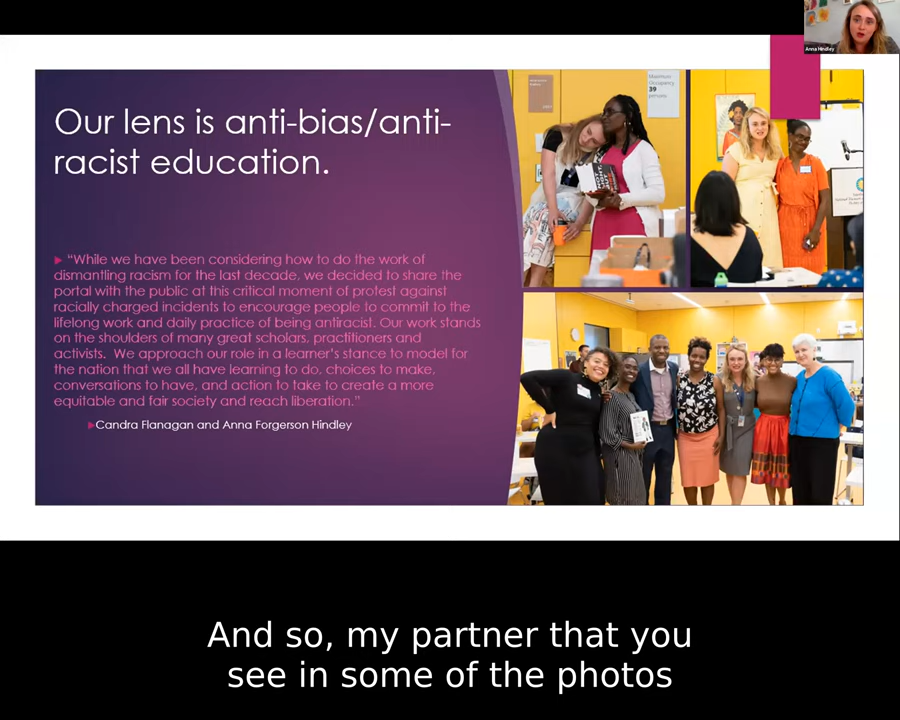 Anna Hindley
Our lens is anti-bias/anti-
racist education.
"While we have been considering how to do the work of
dismantling racism for the last decade, we decided to share the
portal with the public at this critical moment of protest against
racially charged incidents to encourage people to commit to the
lifelong work and daily practice of being antiracist. Our work stands
on the shoulders of many great scholars, practitioners and
activists.  We approach our role in a learner's stance to model for
the nation that we all have learning to do, choices to make,
conversations to have, and action to take to create a more
equitable and fair society and reach liberation."
Candra Flanagan and Anna Forgerson Hindley
Maximum
Occupancy
39
persons
And so, my partner that you
see in some of the photos